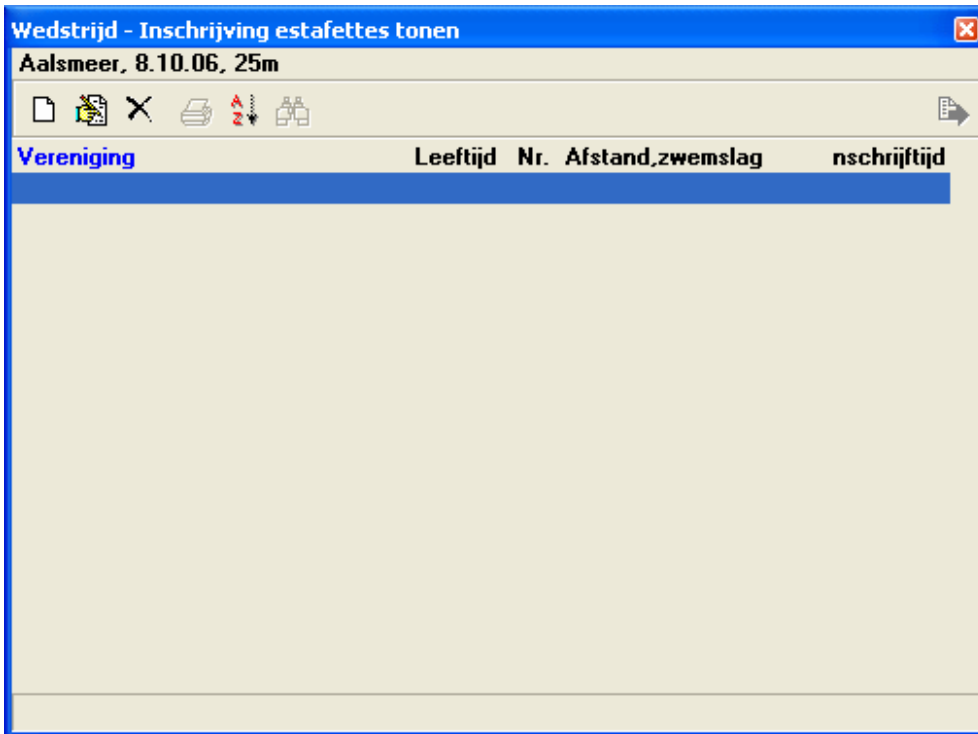 Wedstrijd - Inschrijving estafettes tonen
Aalsmeer, 8.10.06, 25m
A
Z
Vereniging Leeftijd Nr. Afstand,zwemslag nschrijftijd